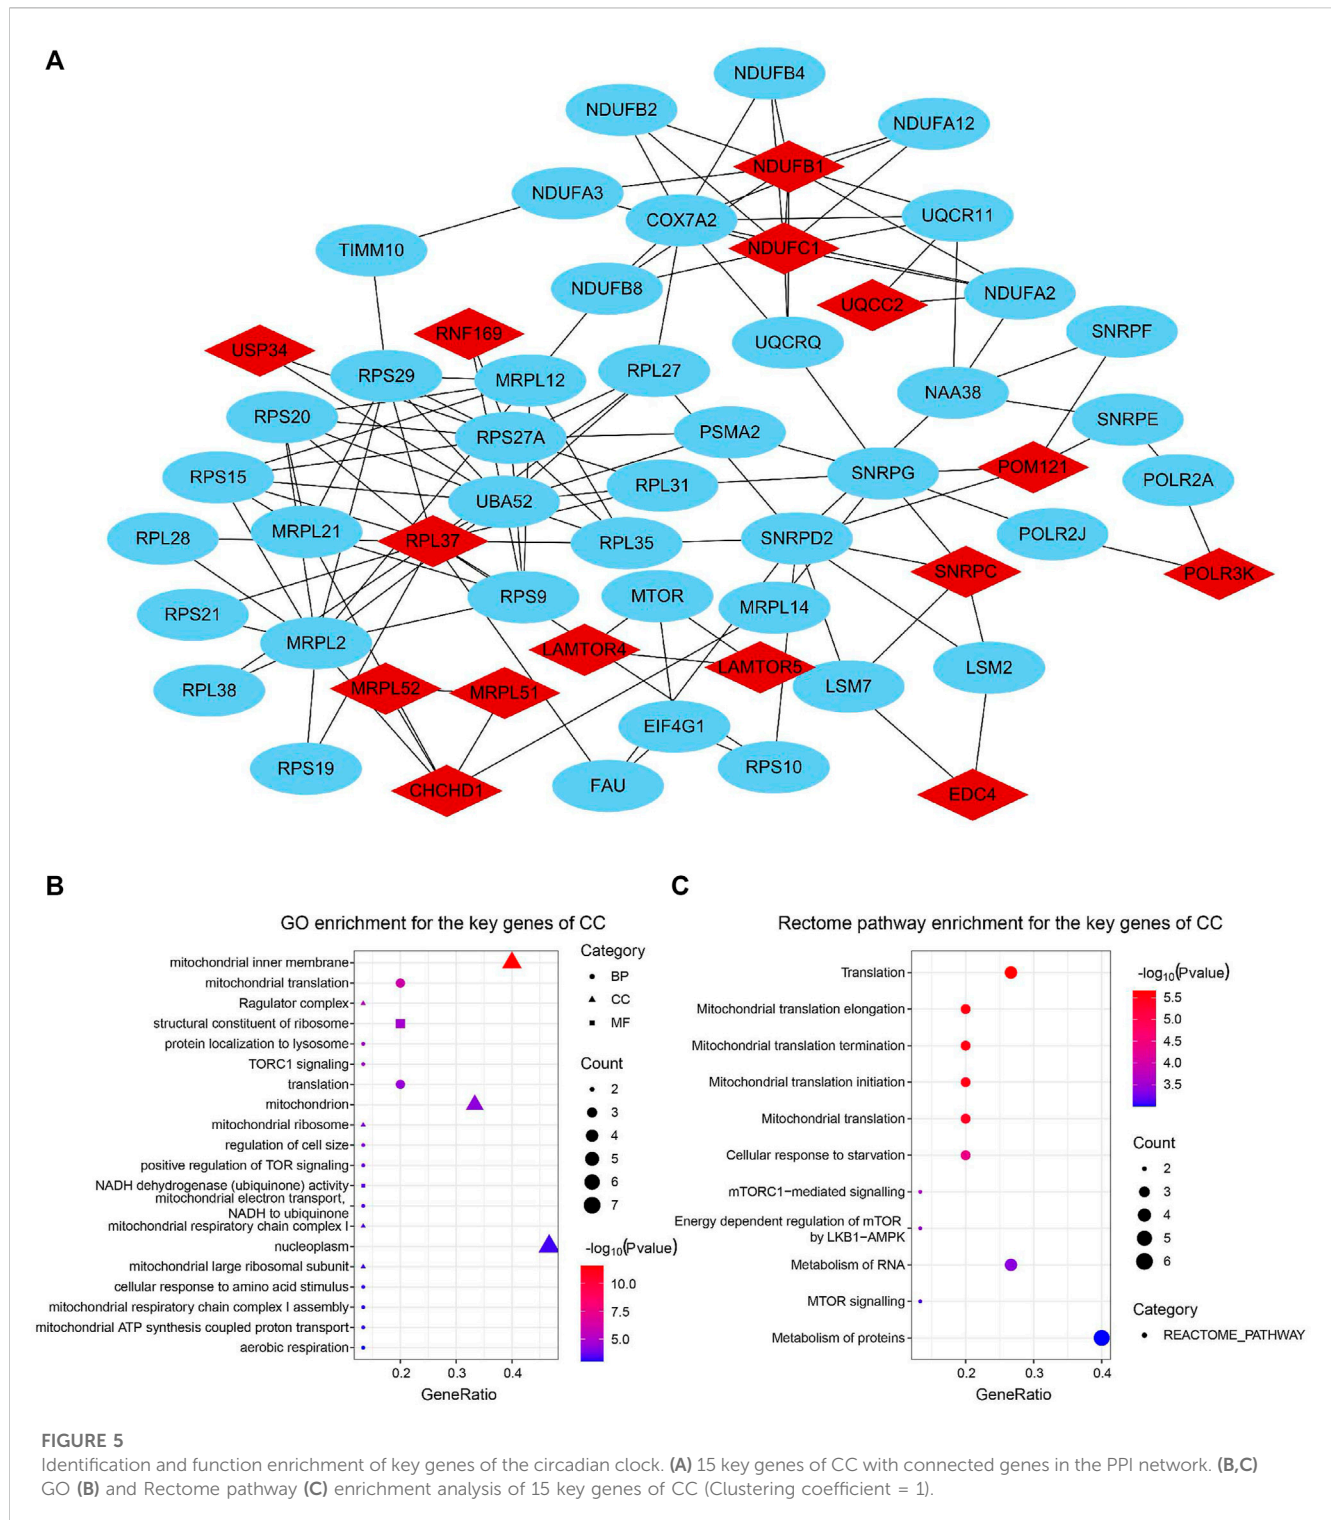 A
NDUFB4
NDUFB2
NDUFA12
NDUFB1
NDUFA3
COX7A2
UQCR11
TIMM10
NDUFC1
NDUFB8
UQCC2
NDUFA2
RNF169
USP34
UQCRQ
SNRPF
RPS29
MRPL12
RPL27
NAA38
RPS20
RPS27A
PSMA2
SNRPE
RPS15
RPL31
SNRPG
POM121
POLR2A
UBA52
RPL28
MRPL21
RPL37
RPL35
SNRPD2
POLR2J
SNRPC
POLR3K
RPS21
RPS9
MTOR
MRPL14
MRPL2
LAMTOR4
LAMTOR5
LSM2
RPL38
MRPL52
MRPL51
LSM7
EIF4G1
RPS19
CHCHD1
FAU
RPS10
EDC4
B
GO enrichment for the key genes of CC
mitochondrial inner membrane
mitochondrial translation
Ragulator complex
structural constituent of ribosome
protein localization to lysosome
TORC1 signaling
translation
mitochondrion
mitochondrial ribosome
regulation of cell size
positive regulation of TOR signaling
NADH dehydrogenase (ubiquinone) activity
mitochondrial electron transport,
NADH to ubiquinone
mitochondrial respiratory chain complex I
nucleoplasm
mitochondrial large ribosomal subunit
cellular response to amino acid stimulus
mitochondrial respiratory chain complex I assembly
mitochondrial ATP synthesis coupled proton transport
aerobic respiration
0.2 0.3 0.4
GeneRatio
Category
BP
CC
MF
Count
2
3
4
5
6
7
-log10(Pvalue)
10.0
7.5
5.0
C
Rectome pathway enrichment for the key genes of CC
Translation
Mitochondrial translation elongation
Mitochondrial translation termination
Mitochondrial translation initiation
Mitochondrial translation
Cellular response to starvation
mTORC1−mediated signalling
Energy dependent regulation of mTOR
by LKB1−AMPK
Metabolism of RNA
MTOR signalling
Metabolism of proteins
0.2 0.3 0.4
GeneRatio
-log10(Pvalue)
5.5
5.0
4.5
4.0
3.5
Count
2
3
4
5
6
Category
REACTOME_PATHWAY
FIGURE 5
Identification and function enrichment of key genes of the circadian clock. (A) 15 key genes of CC with connected genes in the PPI network. (B,C)
GO (B) and Rectome pathway (C) enrichment analysis of 15 key genes of CC (Clustering coefficient = 1).